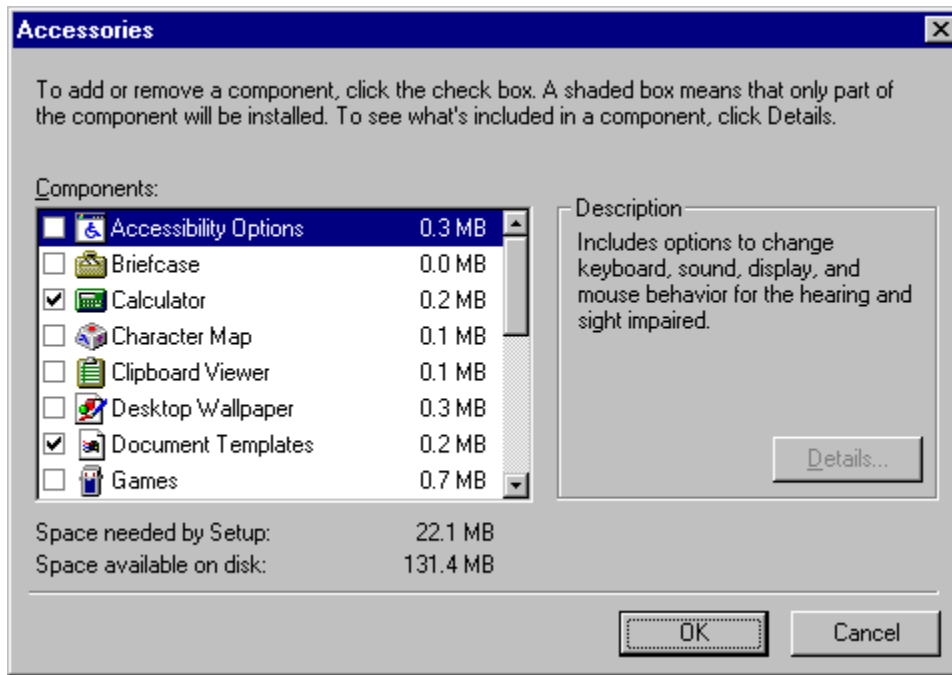 Accessories
To add or remove a component, click the check box. A shaded box means that only part of
the component will be installed. To see what's included in a component, click Details.
Components:
Accessibility Options 0.3 MB
Briefcase 0.0 MB
Calculator 0.2 MB
Character Map 0.1 MB
Clipboard Viewer 0.1 MB
Desktop Wallpaper 0.3 MB
Document Templates 0.2 MB
Games 0.7 MB
Description
Includes options to change
keyboard, sound, display, and
mouse behavior for the hearing and
sight impaired.
Details...
Space needed by Setup: 22.1 MB
Space available on disk: 131.4 MB
OK Cancel